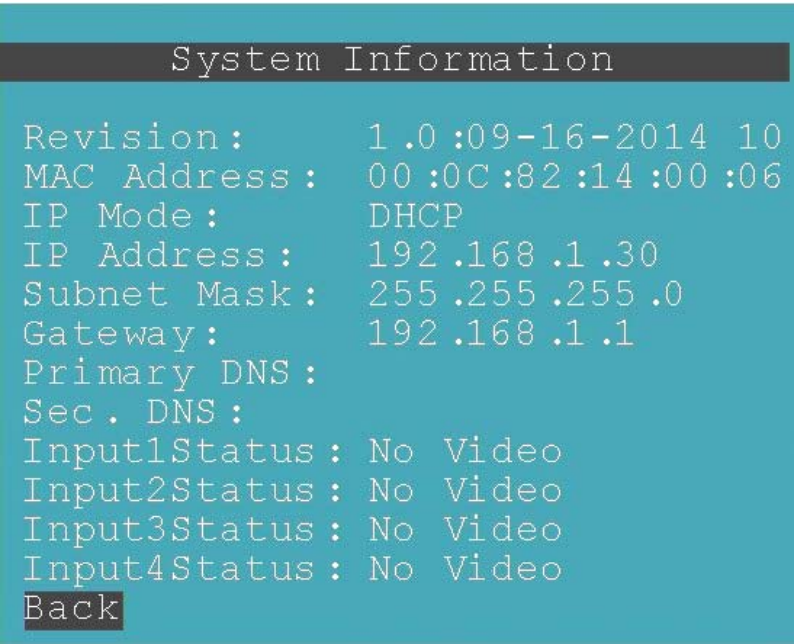 System Information
Revision: 1.0:09-16-2014 10
MAC Address: 00:0C:82:14:00:06
IP Mode: DHCP
IP Address: 192.168.1.30
Subnet Mask: 255.255.255.0
Gateway: 192.168.1.1
Primary DNS:
Sec. DNS:
Input1Status: No Video
Input2Status: No Video
Input3Status: No Video
Input4Status: No Video
Back